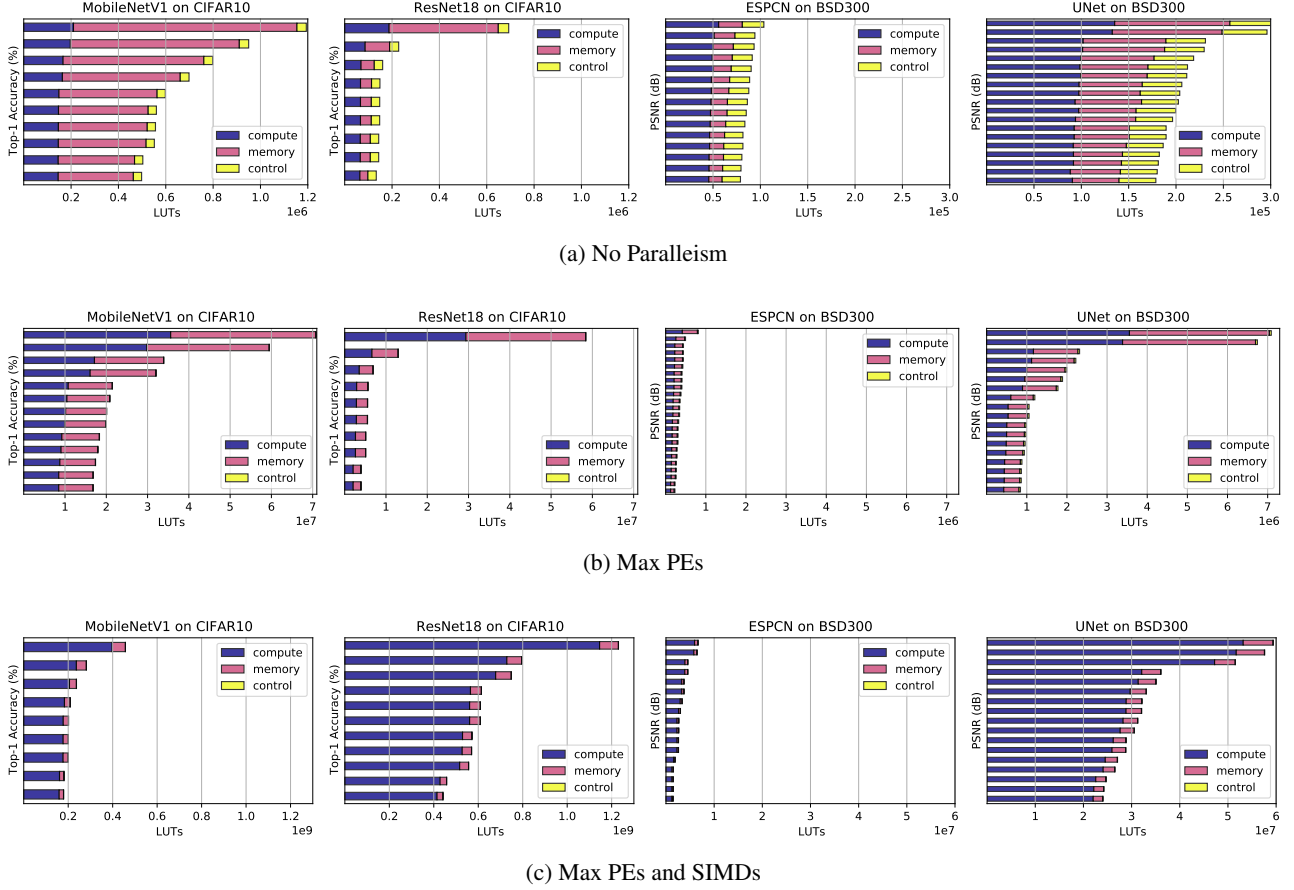 MobileNetV1 on CIFAR10
Top-1 Accuracy (%)
compute
memory
control
0.2 0.4 0.6 0.8 1.0 1.2
LUTs 1e6
ResNet18 on CIFAR10
Top-1 Accuracy (%)
compute
memory
control
0.2 0.4 0.6 0.8 1.0 1.2
LUTs 1e6
ESPCN on BSD300
PSNR (dB)
compute
memory
control
0.5 1.0 1.5 2.0 2.5 3.0
LUTs 1e5
UNet on BSD300
PSNR (dB)
compute
memory
control
0.5 1.0 1.5 2.0 2.5 3.0
LUTs 1e5
(a) No Paralleism
MobileNetV1 on CIFAR10
Top-1 Accuracy (%)
compute
memory
control
1 2 3 4 5 6 7
LUTs 1e7
ResNet18 on CIFAR10
Top-1 Accuracy (%)
compute
memory
control
1 2 3 4 5 6 7
LUTs 1e7
ESPCN on BSD300
PSNR (dB)
compute
memory
control
1 2 3 4 5 6 7
LUTs 1e6
UNet on BSD300
PSNR (dB)
compute
memory
control
1 2 3 4 5 6 7
LUTs 1e6
(b) Max PEs
MobileNetV1 on CIFAR10
Top-1 Accuracy (%)
compute
memory
control
0.2 0.4 0.6 0.8 1.0 1.2
LUTs 1e9
ResNet18 on CIFAR10
Top-1 Accuracy (%)
compute
memory
control
0.2 0.4 0.6 0.8 1.0 1.2
LUTs 1e9
ESPCN on BSD300
PSNR (dB)
compute
memory
control
1 2 3 4 5 6
LUTs 1e7
UNet on BSD300
PSNR (dB)
compute
memory
control
1 2 3 4 5 6
LUTs 1e7
(c) Max PEs and SIMDs